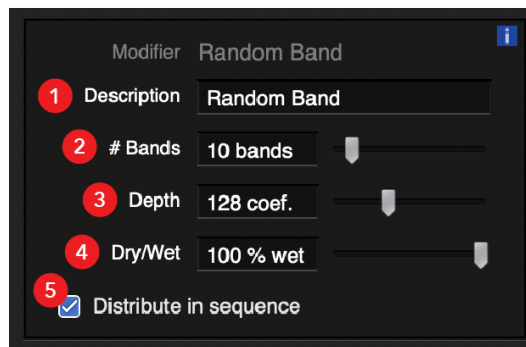 i
Modifier Random Band
1 Description Random Band
2 # Bands 10 bands
3 Depth 128 coef.
4 Dry/Wet 100 % wet
5
Distribute in sequence